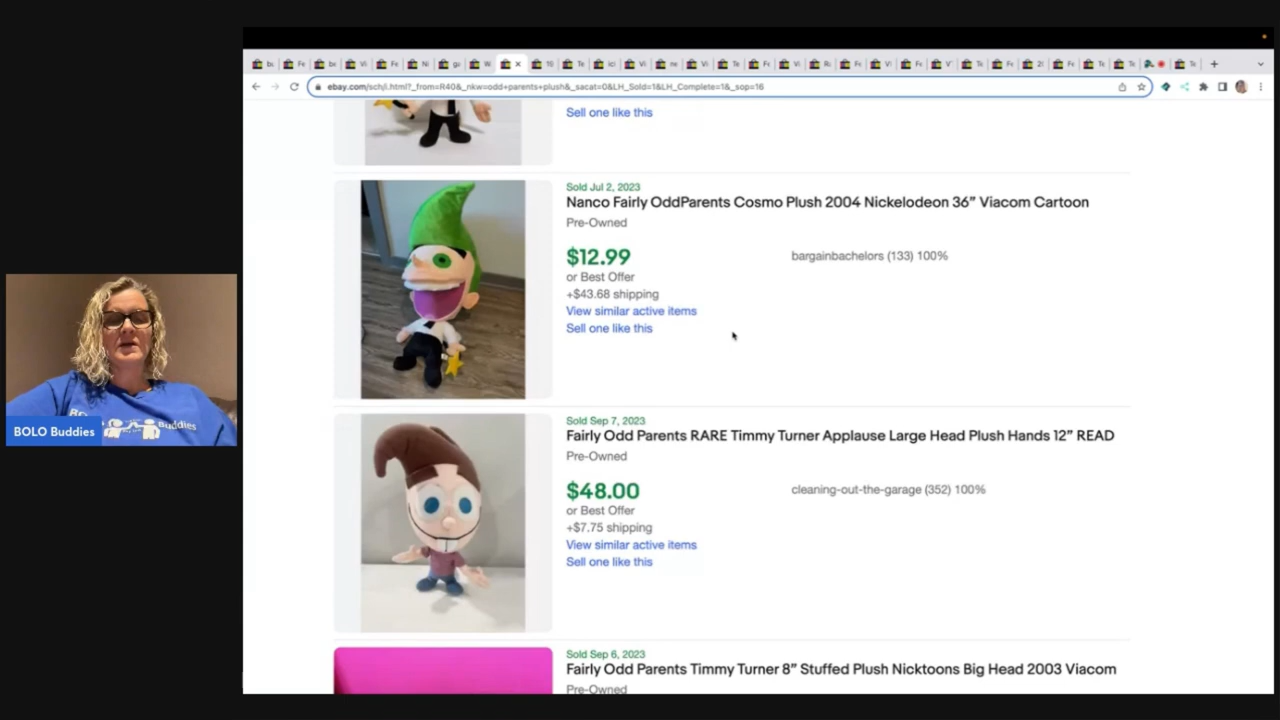 ebay.com/sch/i.html?_from=R40&_nkw=odd+parents+plush&_sacat=0&LH_Sold=1&LH_Complete=1&_sop=16
Sell one like this
Sold Jul 2, 2023
Nanco Fairly OddParents Cosmo Plush 2004 Nickelodeon 36” Viacom Cartoon
Pre-Owned
$12.99
bargainbachelors (133) 100%
or Best Offer
+$43.68 shipping
View similar active items
Sell one like this
Sold Sep 7, 2023
Fairly Odd Parents RARE Timmy Turner Applause Large Head Plush Hands 12” READ
Pre-Owned
$48.00
cleaning-out-the-garage (352) 100%
or Best Offer
+$7.75 shipping
View similar active items
Sell one like this
Sold Sep 6, 2023
Fairly Odd Parents Timmy Turner 8” Stuffed Plush Nicktoons Big Head 2003 Viacom
Pre-Owned
BOLO Buddies
Buddies